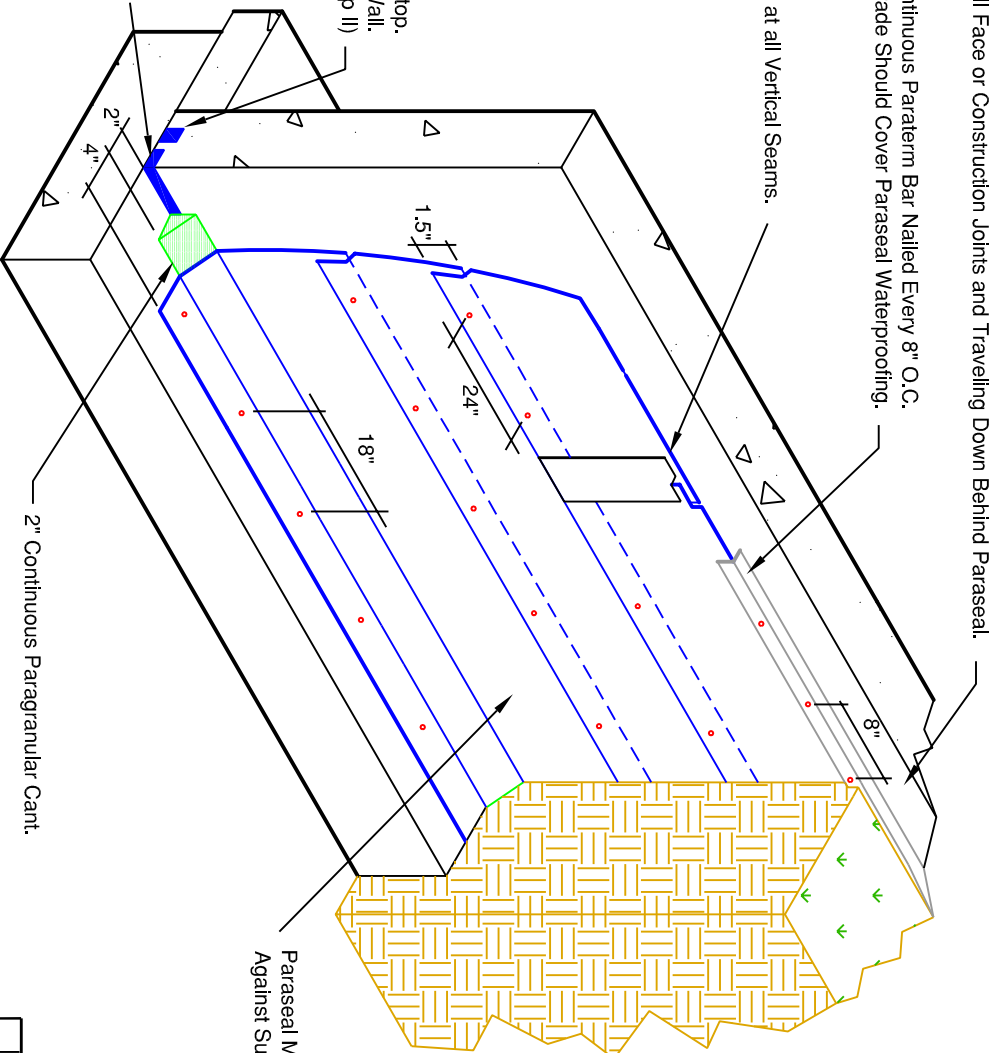 ll Face or Construction Joints and Traveling Down Behind Paraseal.
ntinuous Paraterm Bar Nailed Every 8" O.C.
ade Should Cover Paraseal Waterproofing.
at all Vertical Seams.
top.
Wall.
p II)
2"
4"
1.5"
24"
18"
8"
2" Continuous Paragranular Cant.
Paraseal M
Against Su